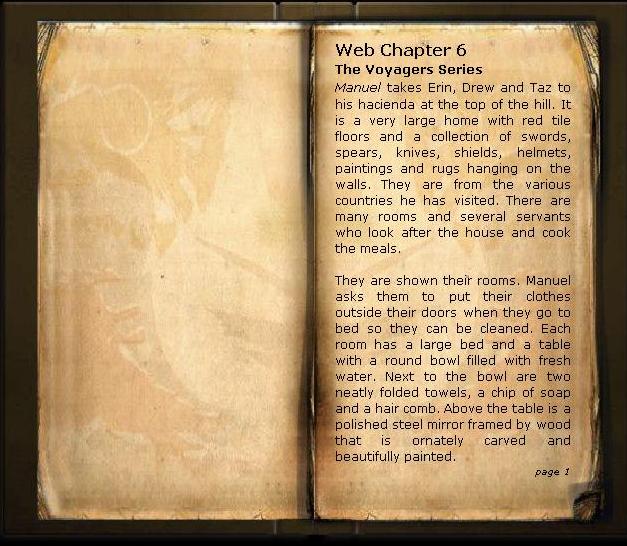 Web Chapter 6
The Voyagers Series
Manuel takes Erin, Drew and Taz to
his hacienda at the top of the hill. It
is a very large home with red tile
floors and a collection of swords,
spears, knives, shields, helmets,
paintings and rugs hanging on the
walls. They are from the various
countries he has visited. There are
many rooms and several servants
who look after the house and cook
the meals.
They are shown their rooms. Manuel
asks them to put their clothes
outside their doors when they go to
bed so they can be cleaned. Each
room has a large bed and a table
with a round bowl filled with fresh
water. Next to the bowl are two
neatly folded towels, a chip of soap
and a hair comb. Above the table is a
polished steel mirror framed by wood
that is ornately carved and
beautifully painted.
page 1